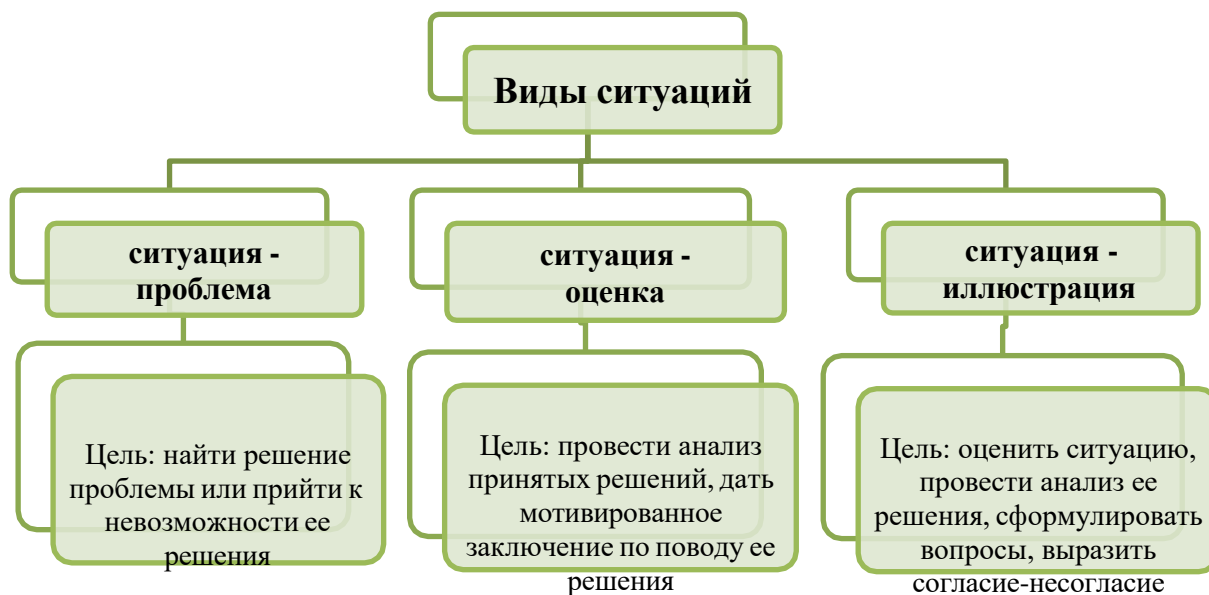 Виды ситуаций
ситуация -
проблема
ситуация -
оценка
ситуация -
иллюстрация
Цель: найти решение
проблемы или прийти к
невозможности ее
решения
Цель: провести анализ
принятых решений, дать
мотивированное
заключение по поводу ее
решения
Цель: оценить ситуацию,
провести анализ ее
решения, сформулировать
вопросы, выразить
согласие-несогласие